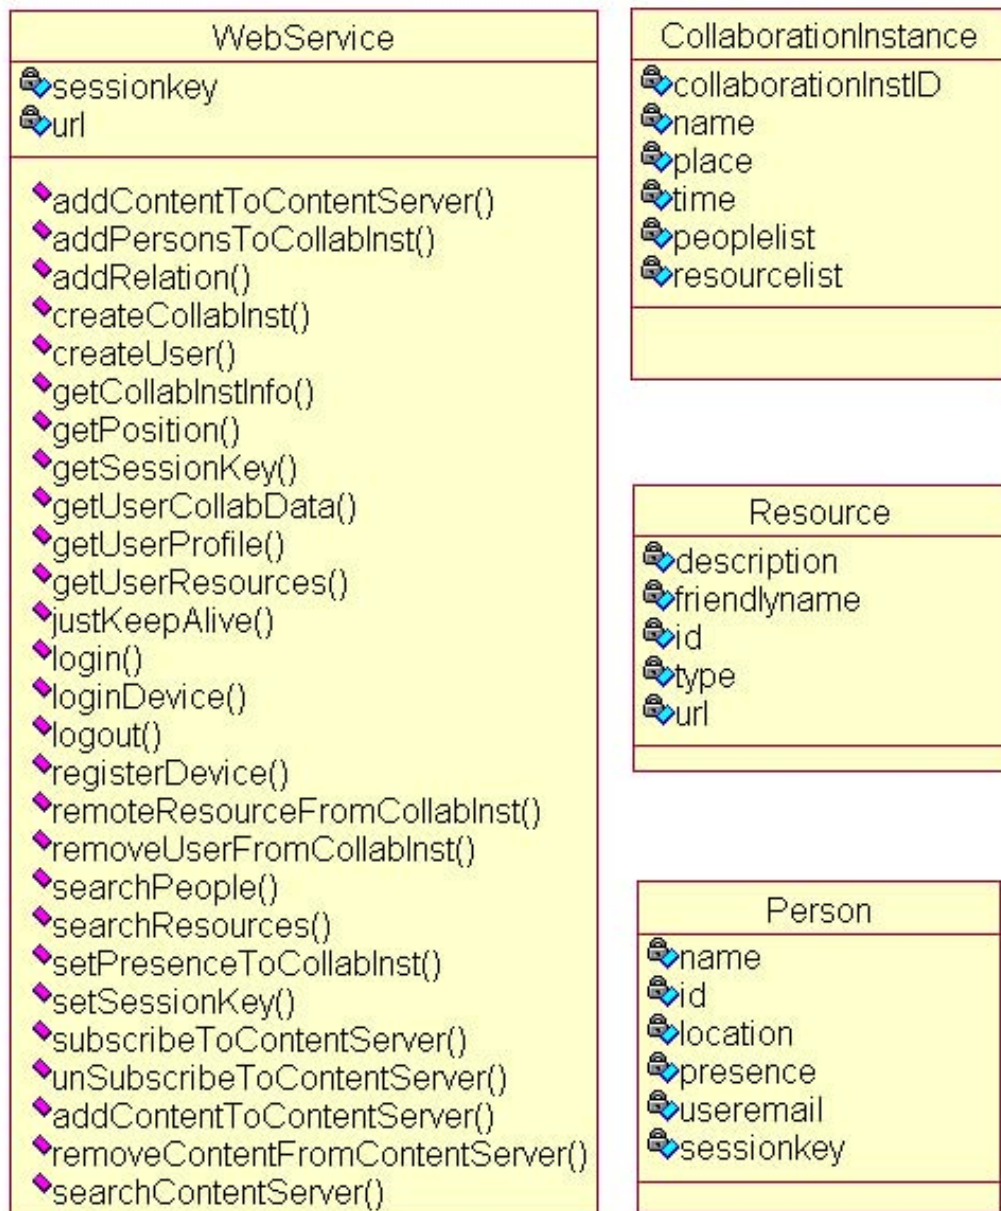 WebService
sessionkey
url
addContentToContentServer()
addPersonsToCollabInst()
addRelation()
createCollabInst()
createUser()
getCollabInstInfo()
getPosition()
getSessionKey()
getUserCollabData()
getUserProfile()
getUserResources()
justKeepAlive()
login()
loginDevice()
logout()
registerDevice()
remoteResourceFromCollabInst()
removeUserFromCollabInst()
searchPeople()
searchResources()
setPresenceToCollabInst()
setSessionKey()
subscribeToContentServer()
unSubscribeToContentServer()
addContentToContentServer()
removeContentFromContentServer()
searchContentServer()
CollaborationInstance
collaborationInstID
name
place
time
peoplelist
resourcelist
Resource
description
friendlyname
id
type
url
Person
name
id
location
presence
useremail
sessionkey